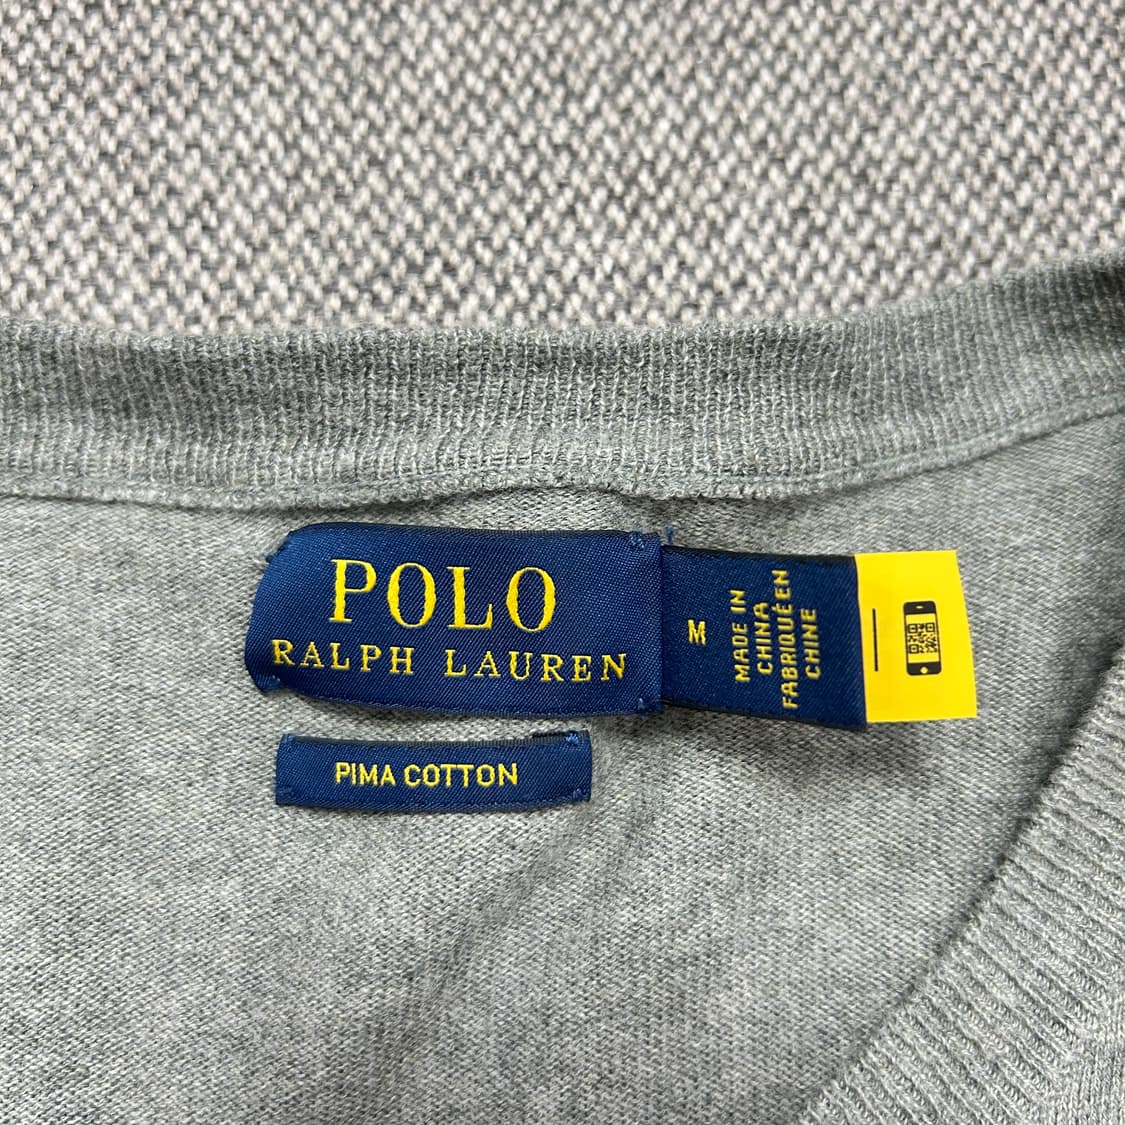 POLO
RALPH LAUREN
M
MADE IN
CHINA
FABRIQUÉ EN
CHINE
PIMA COTTON